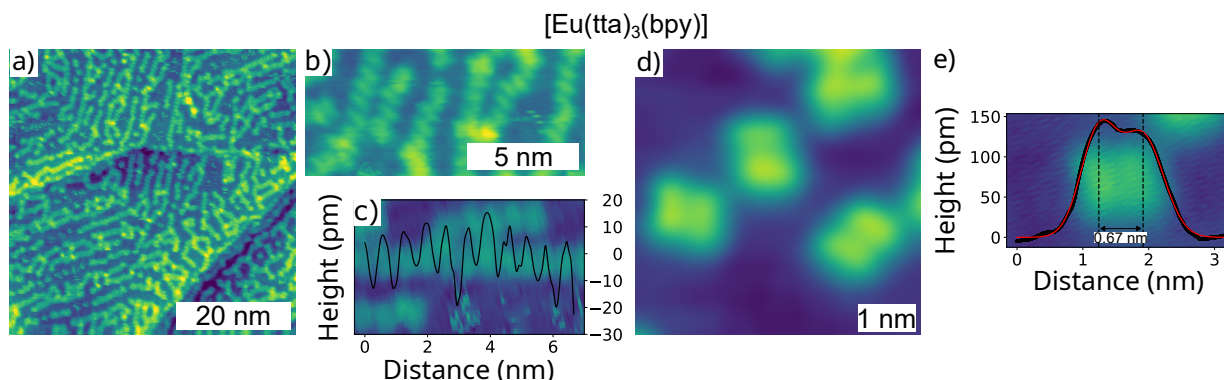 [Eu(tta)₃(bpy)]
a)
20 nm
b)
5 nm
c)
Height (pm)
20
10
0
−10
−20
−30
0
2
4
6
Distance (nm)
d)
1 nm
e)
Height (pm)
150
100
50
0
0.67 nm
0
1
2
3
Distance (nm)